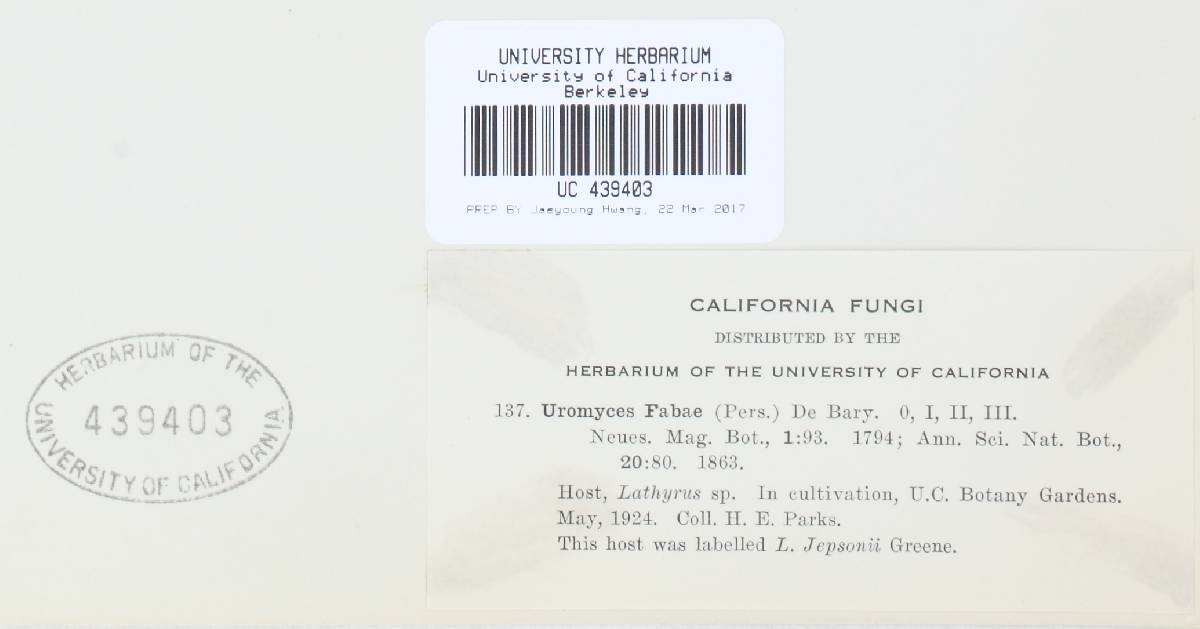 UNIVERSITY HERBARIUM
University of California
Berkeley
UC 439403
PREP BY Jaeyoung Hwang, 22 Mar 2017
HERBARIUM OF THE
439403
UNIVERSITY OF CALIFORNIA
CALIFORNIA FUNGI
DISTRIBUTED BY THE
HERBARIUM OF THE UNIVERSITY OF CALIFORNIA
137. Uromyces Fabae (Pers.) De Bary. 0, I, II, III.
Neues. Mag. Bot., 1:93. 1794; Ann. Sci. Nat. Bot.,
20:80. 1863.
Host, Lathyrus sp. In cultivation, U.C. Botany Gardens.
May, 1924. Coll. H. E. Parks.
This host was labelled L. Jepsonii Greene.